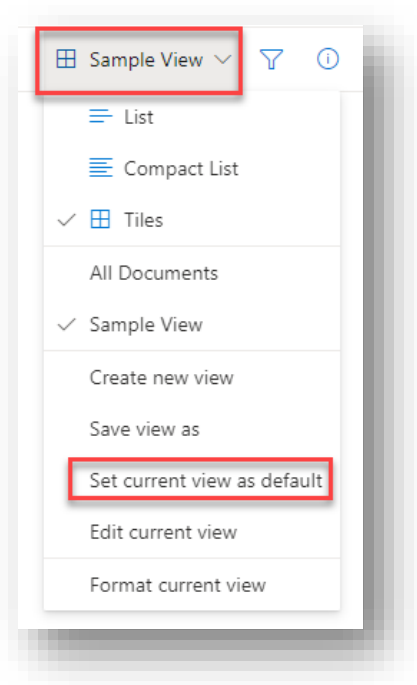 Sample View
List
Compact List
Tiles
All Documents
Sample View
Create new view
Save view as
Set current view as default
Edit current view
Format current view